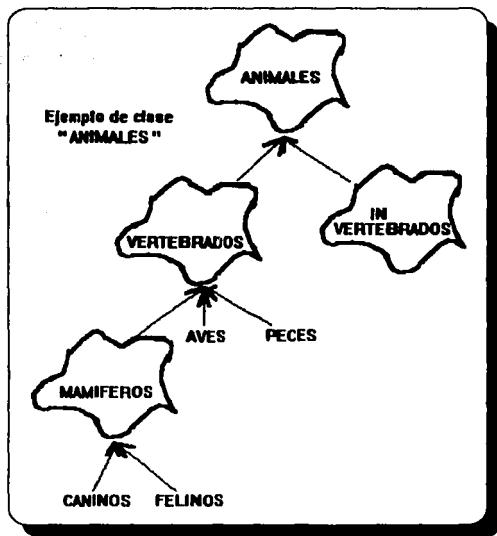 ANIMALES
Ejemplo de clase
"ANIMALES"
VERTEBRADOS
IN
VERTEBRADOS
AVES
PECES
MAMIFEROS
CANINOS
FELINOS